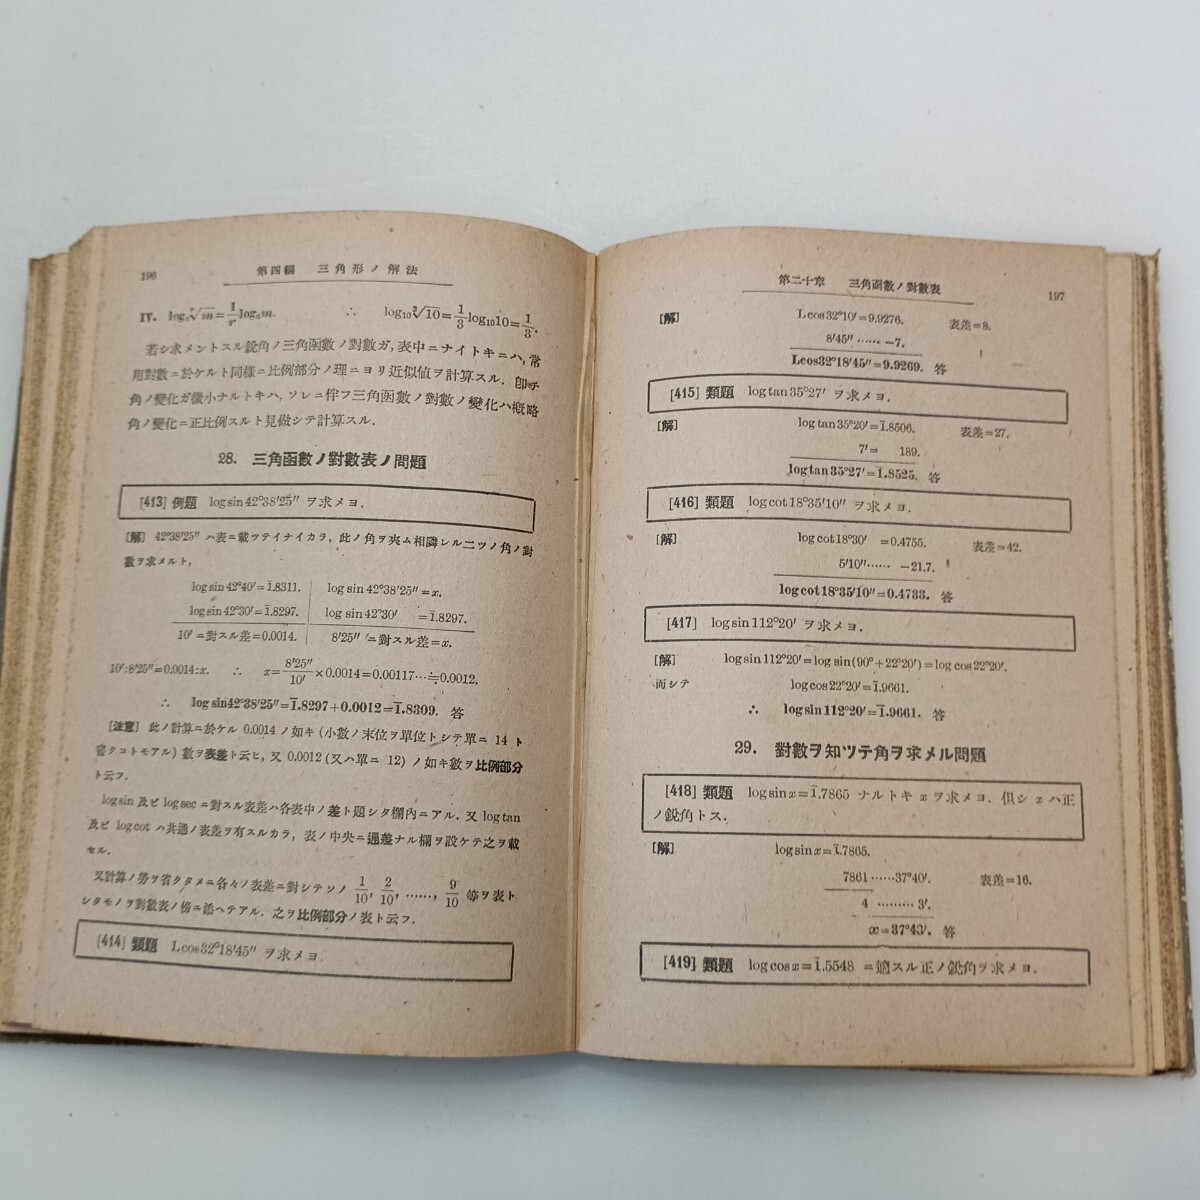 196 第四編 三角形ノ解法
IV. logₐ ʳ√m = 1/r logₐm. ∴ log₁₀ ³√10 = 1/3 log₁₀10 = 1/3.
若シ求メントスル鋭角ノ三角函數ノ對數ガ,表中ニナイトキニハ,常
用對數ニ於ケルト同樣ニ比例部分ノ理ニヨリ近似値ヲ計算スル.卽チ
角ノ變化ガ微小ナルトキハ,ソレニ伴フ三角函數ノ對數ノ變化ハ概略
角ノ變化ニ正比例スルト見做シテ計算スル.
28. 三角函數ノ對數表ノ問題
[413] 例題 log sin 42°38′25″ ヲ求メヨ.
[解] 42°38′25″ ハ表ニ載ツテイナイカラ,此ノ角ヲ夾ム相隣レル二ツノ角ノ對
數ヲ求メルト,
log sin 42°40′=1̄.8311. log sin 42°38′25″=x.
log sin 42°30′=1̄.8297. log sin 42°30′ =1̄.8297.
10′ニ對スル差=0.0014. 8′25″ニ對スル差=x.
10′:8′25″=0.0014:x. ∴ x=8′25″/10′×0.0014=0.00117…≒0.0012.
∴ log sin42°38′25″=1̄.8297+0.0012=1̄.8309. 答
[注意] 此ノ計算ニ於ケル 0.0014 ノ如キ (小數ノ末位ヲ單位トシテ單ニ 14 ト
省クコトモアル) 數ヲ表差ト云ヒ,又 0.0012 (又ハ單ニ 12) ノ如キ數ヲ比例部分
ト云フ.
log sin 及ビ log sec ニ對スル表差ハ各表中ノ差ト題シタ欄內ニアル.又 log tan
及ビ log cot ハ共通ノ表差ヲ有スルカラ,表ノ中央ニ通差ナル欄ヲ設ケテ之ヲ載
セル.
又計算ノ勞ヲ省クタメニ各々ノ表差ニ對シテソノ 1/10, 2/10, ……, 9/10 等ヲ表ト
シタモノヲ對數表ノ傍ニ添ヘテアル.之ヲ比例部分ノ表ト云フ.
[414] 類題 L cos 32°18′45″ ヲ求メヨ.
第二十章 三角函數ノ對數表 197
[解] L cos 32°10′=9.9276. 表差=8.
8′45″ …… −7.
L cos 32°18′45″=9.9269. 答
[415] 類題 log tan 35°27′ ヲ求メヨ.
[解] log tan 35°20′=1̄.8506. 表差=27.
7′= 189.
log tan 35°27′=1̄.8525. 答
[416] 類題 log cot 18°35′10″ ヲ求メヨ.
[解] log cot 18°30′ =0.4755. 表差=42.
5′10″…… −21.7.
log cot 18°35′10″=0.4733. 答
[417] log sin 112°20′ ヲ求メヨ.
[解] log sin 112°20′=log sin (90°+22°20′)=log cos 22°20′.
而シテ log cos 22°20′=1̄.9661.
∴ log sin 112°20′=1̄.9661. 答
29. 對數ヲ知ツテ角ヲ求メル問題
[418] 類題 log sin x=1̄.7865 ナルトキ x ヲ求メヨ.但シ x ハ正
ノ鋭角トス.
[解] log sin x=1̄.7865.
7861……37°40′. 表差=16.
4 ……… 3′.
x=37°43′. 答
[419] 類題 log cos x=1̄.5548 ニ適スル正ノ鋭角ヲ求メヨ.